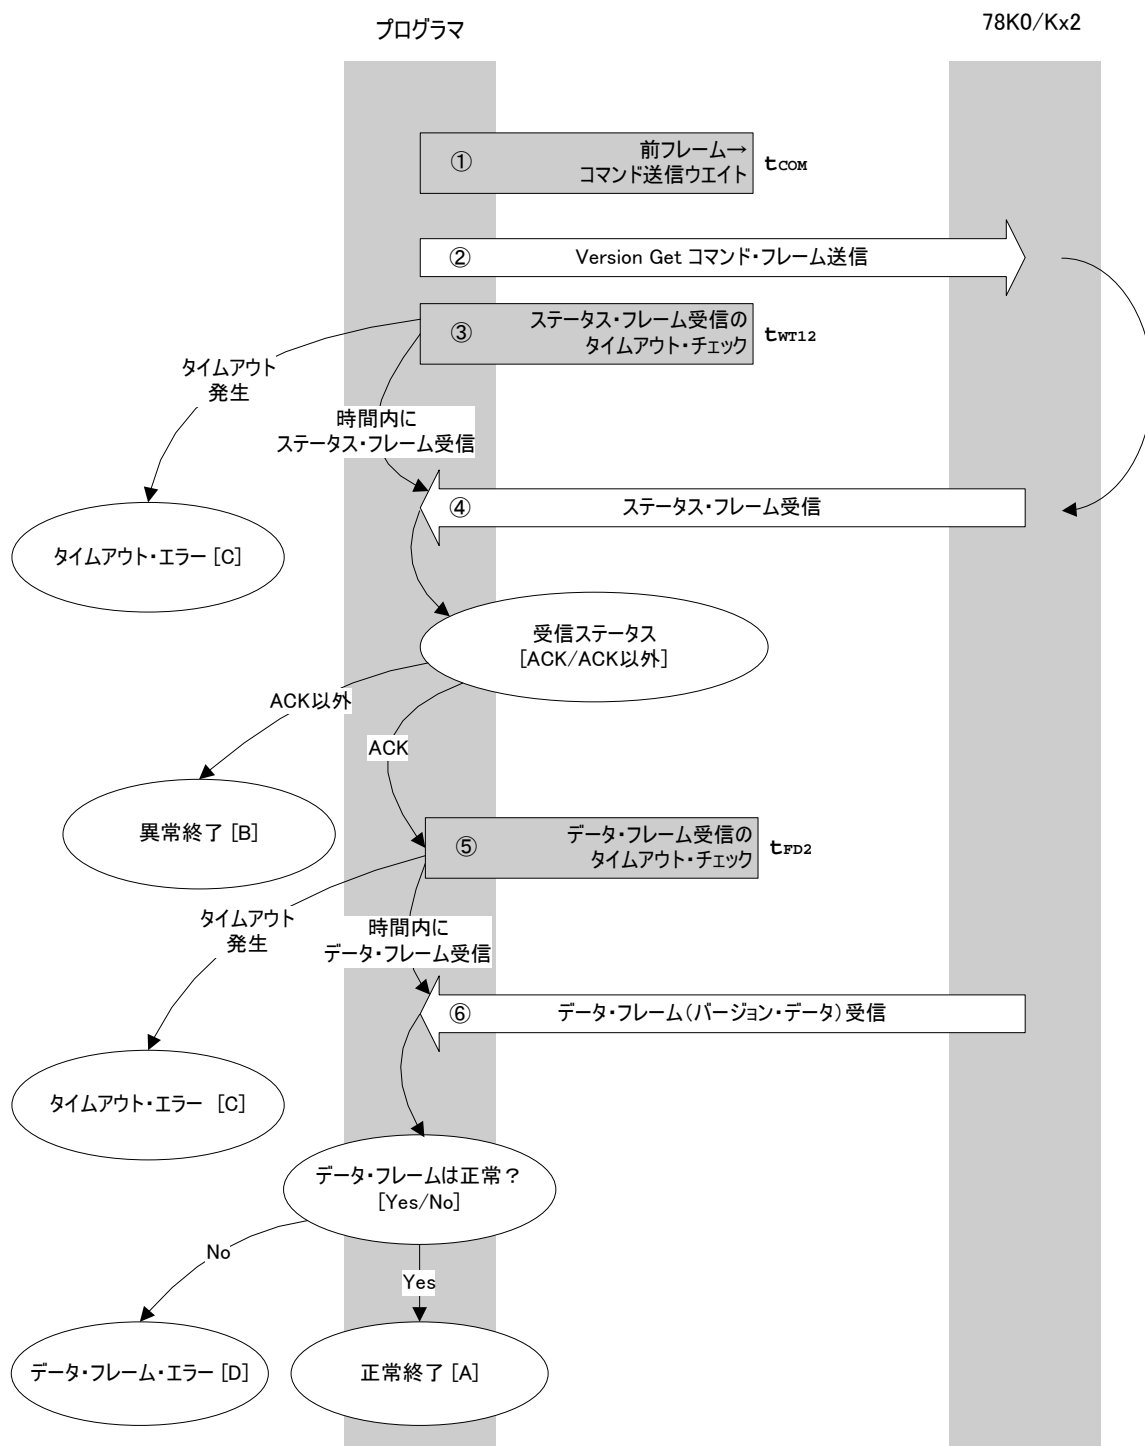 プログラマ
78K0/Kx2
① 前フレーム→
コマンド送信ウエイト
tCOM
② Version Get コマンド・フレーム送信
③ ステータス・フレーム受信の
タイムアウト・チェック
tWT12
タイムアウト
発生
時間内に
ステータス・フレーム受信
④ ステータス・フレーム受信
タイムアウト・エラー [C]
受信ステータス
[ACK/ACK以外]
ACK以外
ACK
異常終了 [B]
⑤ データ・フレーム受信の
タイムアウト・チェック
tFD2
タイムアウト
発生
時間内に
データ・フレーム受信
⑥ データ・フレーム（バージョン・データ）受信
タイムアウト・エラー [C]
データ・フレームは正常？
[Yes/No]
No
Yes
データ・フレーム・エラー [D]
正常終了 [A]